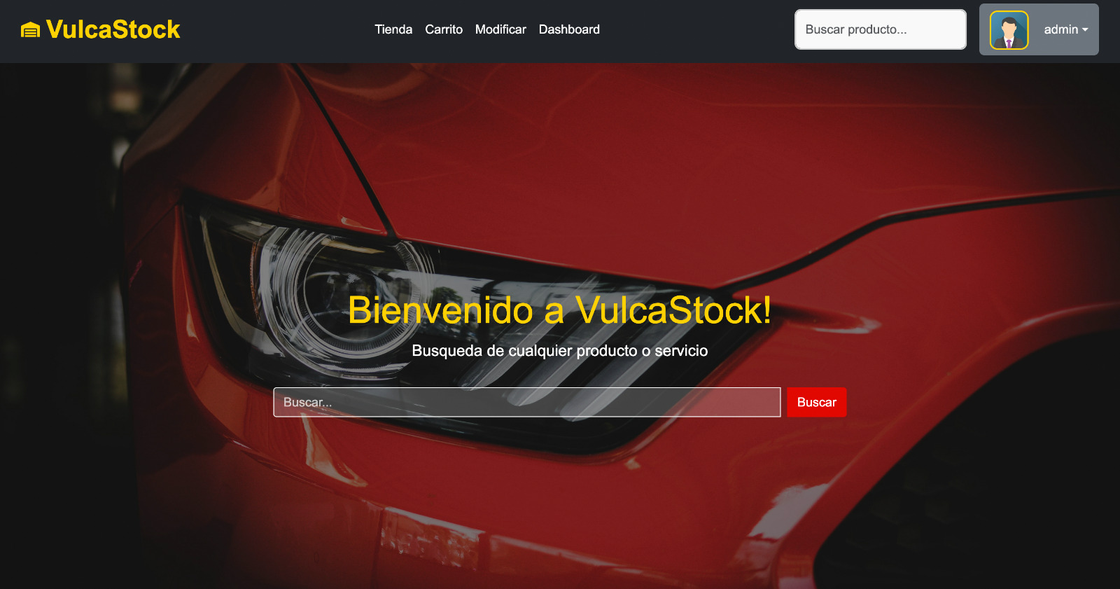 VulcaStock
Tienda Carrito Modificar Dashboard
Buscar producto...
admin
Bienvenido a VulcaStock!
Busqueda de cualquier producto o servicio
Buscar...
Buscar